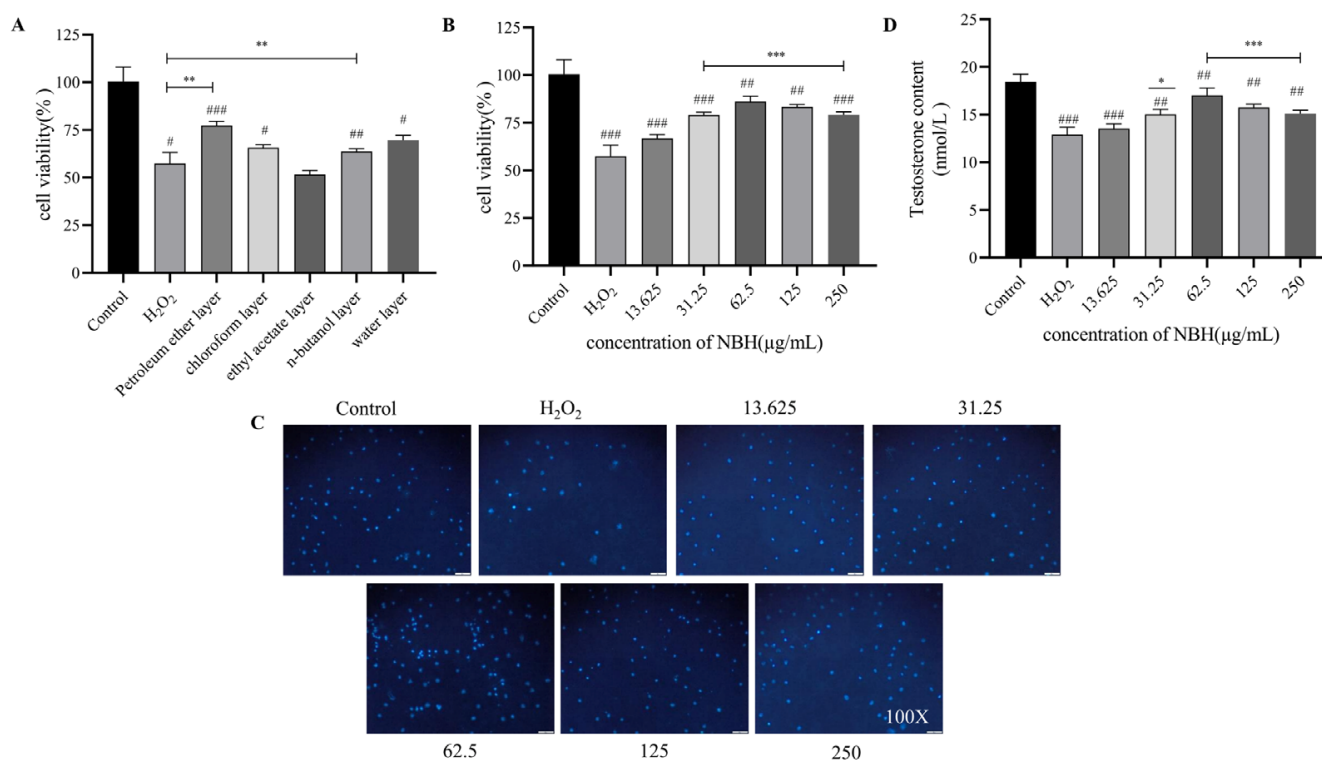 A
cell viability(%)
125
100
75
50
25
0
**
**
#
###
#
##
#
Control
H₂O₂
Petroleum ether layer
chloroform layer
ethyl acetate layer
n-butanol layer
water layer
B
cell viability(%)
125
100
75
50
25
0
***
###
###
###
##
##
###
Control
H₂O₂
13.625
31.25
62.5
125
250
concentration of NBH(μg/mL)
D
Testosterone content
(nmol/L )
25
20
15
10
5
0
***
*
###
###
##
##
##
##
Control
H₂O₂
13.625
31.25
62.5
125
250
concentration of NBH(μg/mL)
C
Control
H₂O₂
13.625
31.25
100X
62.5
125
250